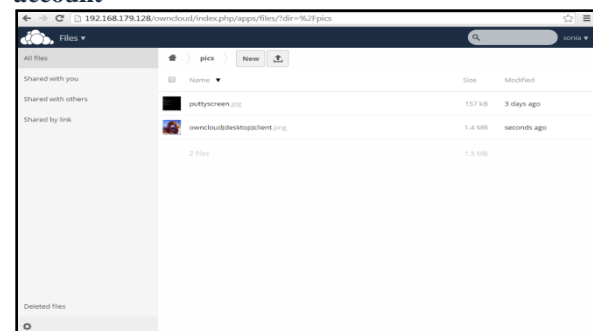 account
192.168.179.128/owncloud/index.php/apps/files/?dir=%2Fpics
Files ▾ sonia ▾
All files pics New
Shared with you Name ▼ Size Modified
Shared with others puttyscreen.jpg 157 kB 3 days ago
Shared by link owncloud(desktop)client.png 1.4 MB seconds ago
2 files 1.5 MB
Deleted files